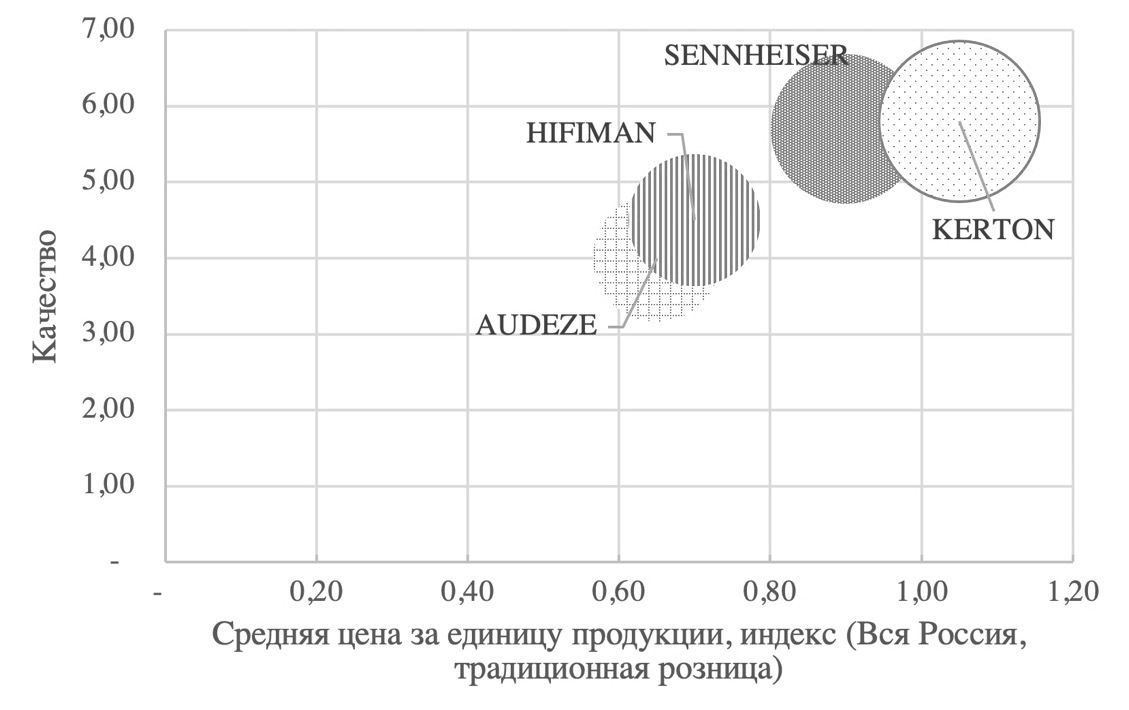 7,00
6,00
5,00
4,00
3,00
2,00
1,00
-
Качество
SENNHEISER
HIFIMAN
KERTON
AUDEZE
- 0,20 0,40 0,60 0,80 1,00 1,20
Средняя цена за единицу продукции, индекс (Вся Россия,
традиционная розница)